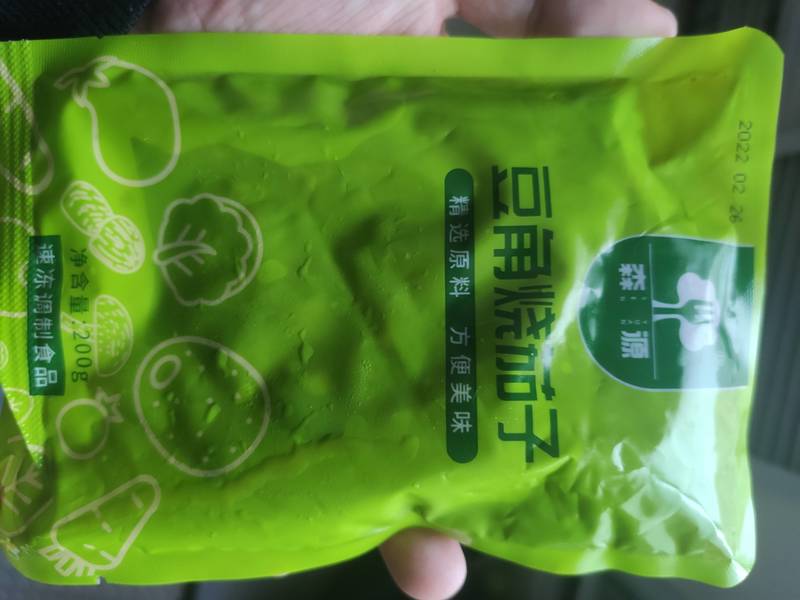 2022 02 26
森源
豆角烧茄子
精选原料 方便美味
净含量:200g
速冻调制食品